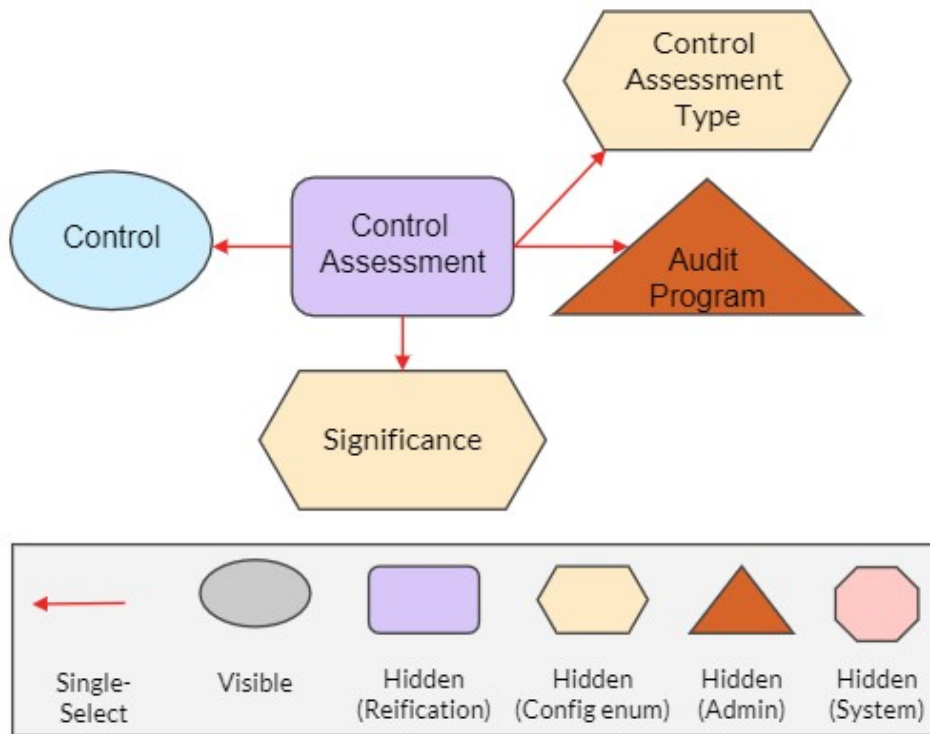 Control
Assessment
Type
Control
Control
Assessment
Audit
Program
Significance
Single-
Select
Visible
Hidden
(Reification)
Hidden
(Config enum)
Hidden
(Admin)
Hidden
(System)